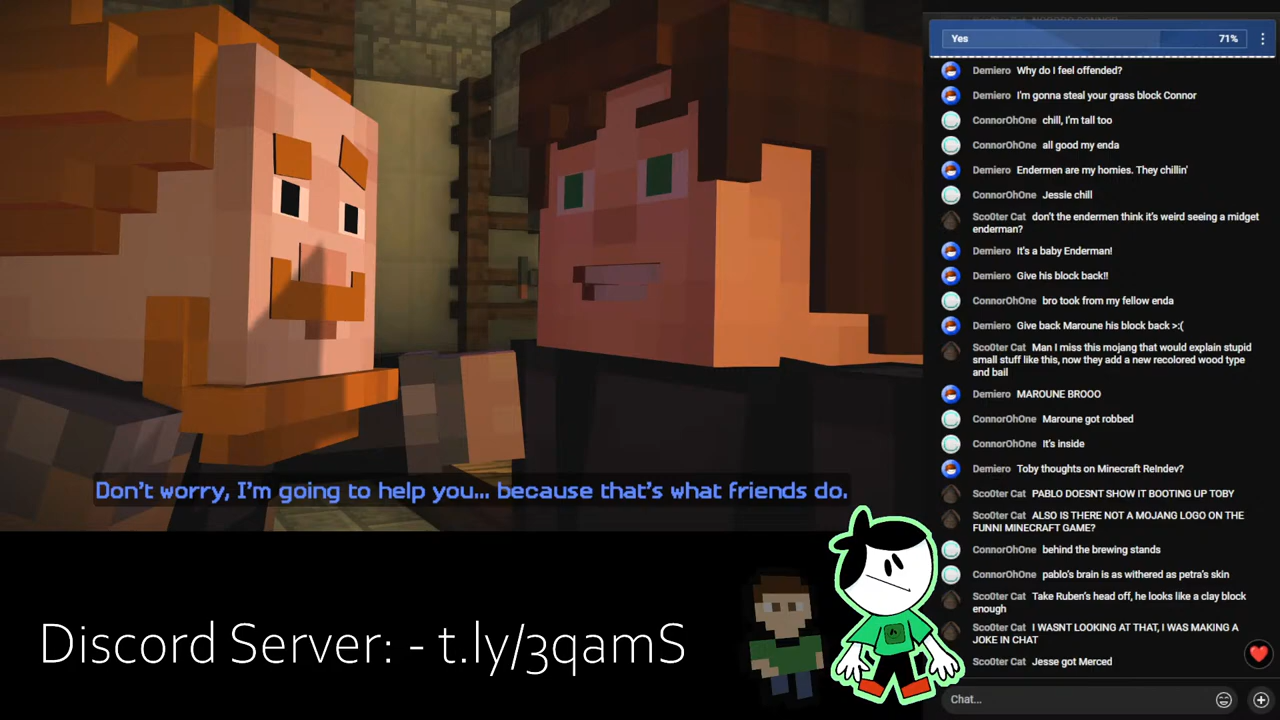 Don't worry, I'm going to help you... because that's what friends do.
Discord Server: - t.ly/3qamS
Yes 71%
Demiero Why do I feel offended?
Demiero I'm gonna steal your grass block Connor
ConnorOhOne chill, I'm tall too
ConnorOhOne all good my enda
Demiero Endermen are my homies. They chillin'
ConnorOhOne Jessie chill
Sco0ter Cat don't the endermen think it's weird seeing a midget
enderman?
Demiero It's a baby Enderman!
Demiero Give his block back!!
ConnorOhOne bro took from my fellow enda
Demiero Give back Maroune his block back >:(
Sco0ter Cat Man I miss this mojang that would explain stupid
small stuff like this, now they add a new recolored wood type
and bail
Demiero MAROUNE BROOO
ConnorOhOne Maroune got robbed
ConnorOhOne It's inside
Demiero Toby thoughts on Minecraft ReIndev?
Sco0ter Cat PABLO DOESNT SHOW IT BOOTING UP TOBY
Sco0ter Cat ALSO IS THERE NOT A MOJANG LOGO ON THE
FUNNI MINECRAFT GAME?
ConnorOhOne behind the brewing stands
ConnorOhOne pablo's brain is as withered as petra's skin
Sco0ter Cat Take Ruben's head off, he looks like a clay block
enough
Sco0ter Cat I WASNT LOOKING AT THAT, I WAS MAKING A
JOKE IN CHAT
Sco0ter Cat Jesse got Merced
Chat...